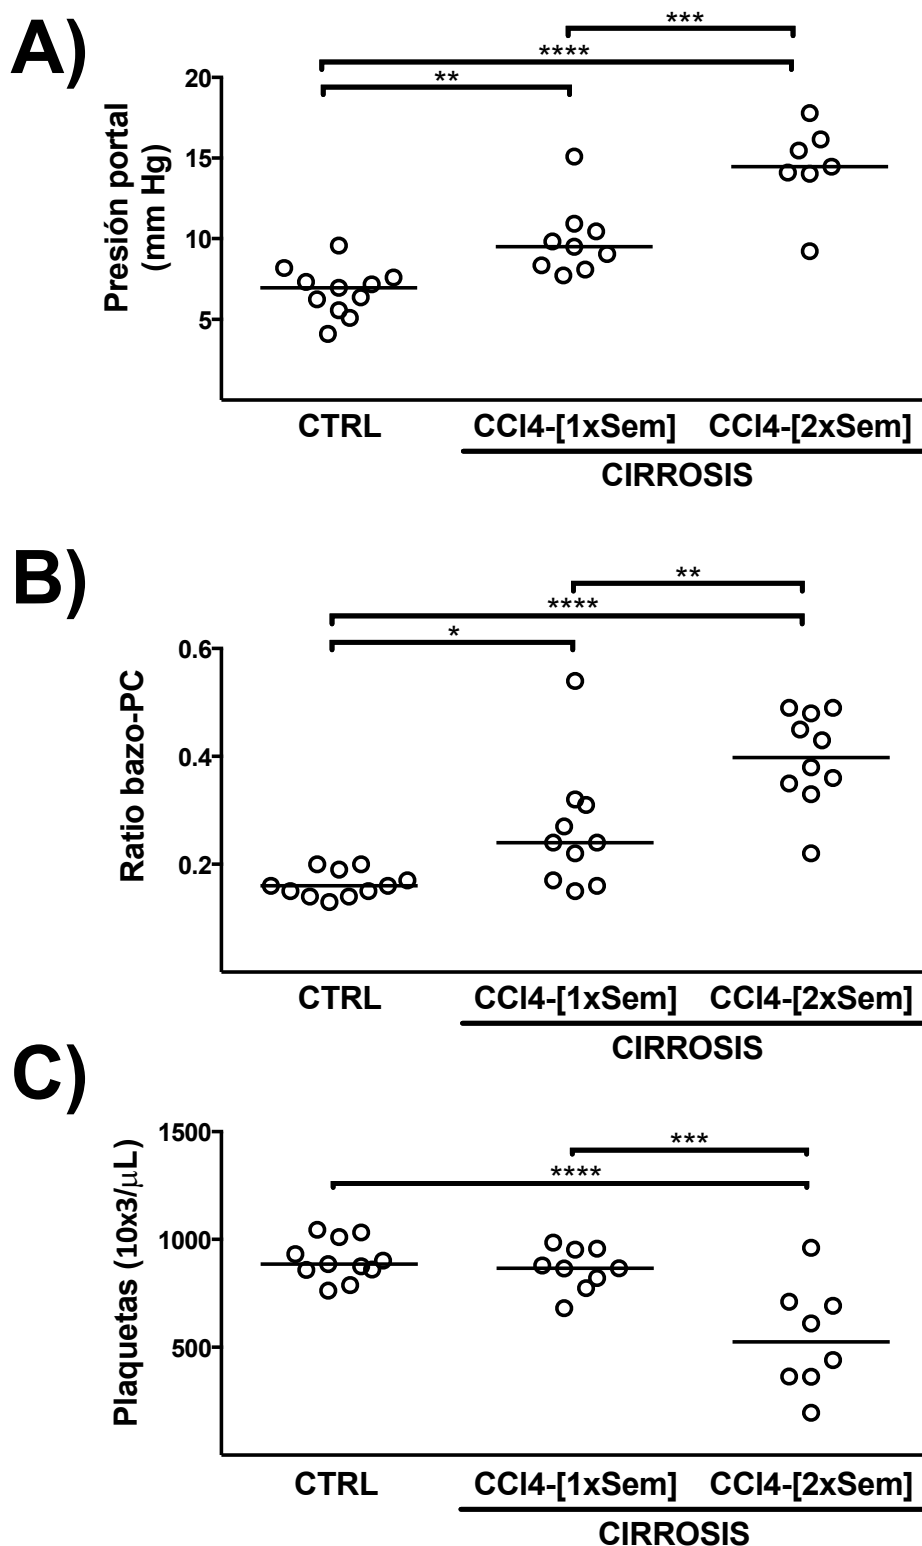 A)
***
****
**
Presión portal
(mm Hg)
20
15
10
5
CTRL
CCl4-[1xSem]
CCl4-[2xSem]
CIRROSIS
B)
**
****
*
Ratio bazo-PC
0.6
0.4
0.2
CTRL
CCl4-[1xSem]
CCl4-[2xSem]
CIRROSIS
C)
***
****
Plaquetas (10x3/μL)
1500
1000
500
CTRL
CCl4-[1xSem]
CCl4-[2xSem]
CIRROSIS